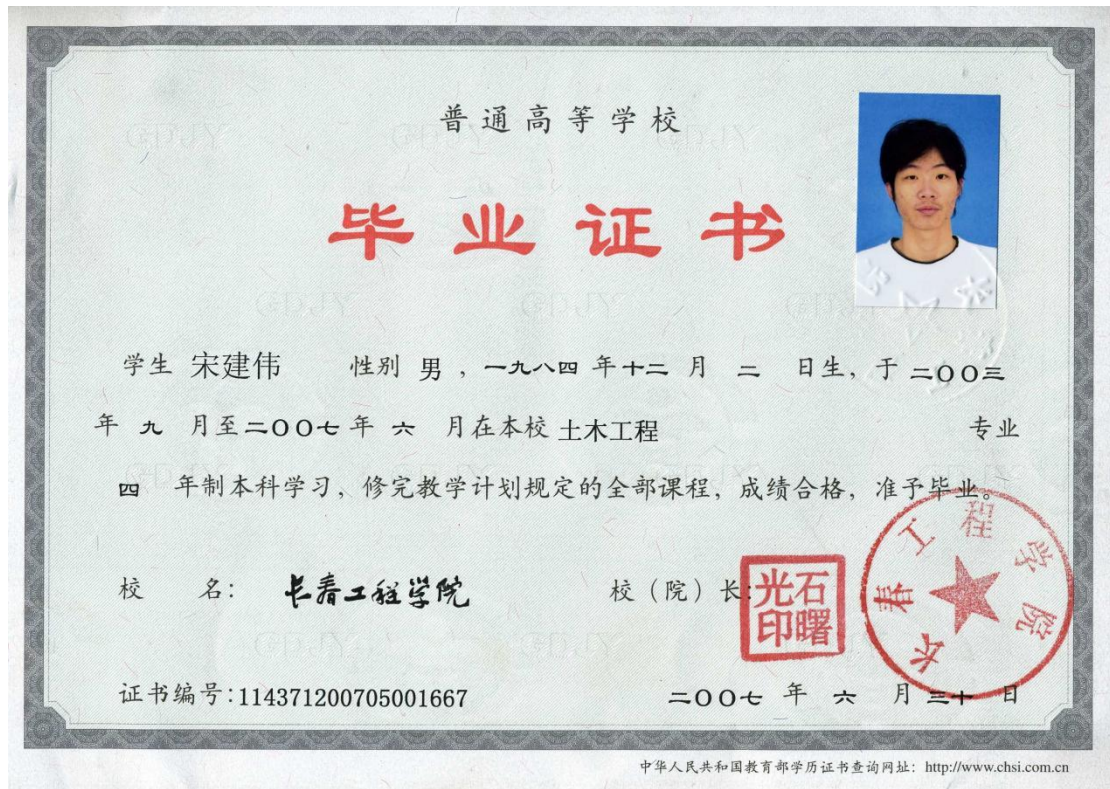 普通高等学校
毕业证书
学生 宋建伟 性别 男 , 一九八四 年 十二 月 二 日生, 于 二〇〇三
年 九 月至 二〇〇七 年 六 月在本校 土木工程 专业
四 年制本科学习, 修完教学计划规定的全部课程, 成绩合格, 准予毕业。
校 名: 长春工程学院 校（院）长: 石曙光印
长春工程学院
证书编号:114371200705001667 二〇〇七 年 六 月 三十 日
中华人民共和国教育部学历证书查询网址: http://www.chsi.com.cn